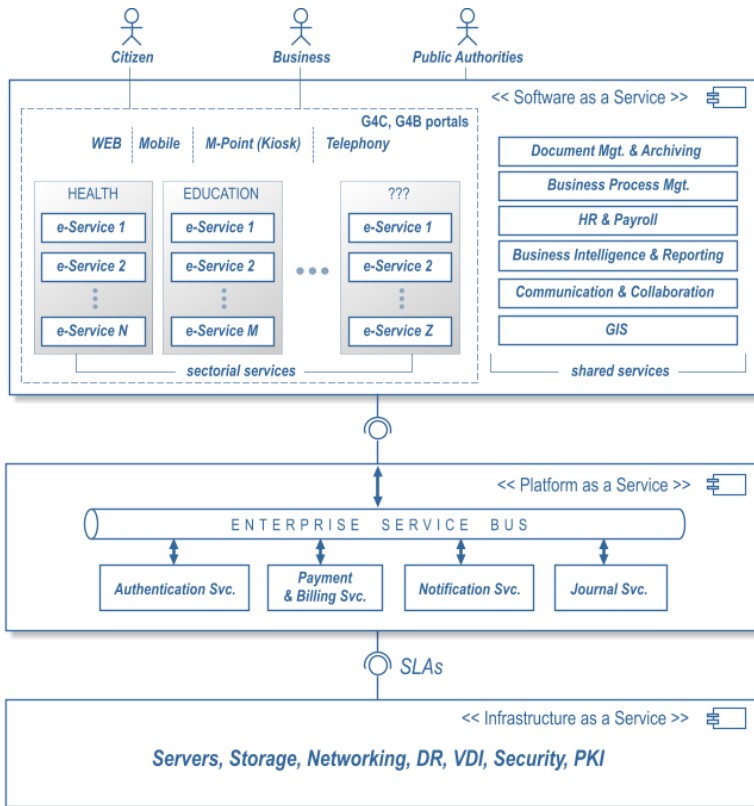 Citizen
Business
Public Authorities
<< Software as a Service >>
G4C, G4B portals
WEB
Mobile
M-Point (Kiosk)
Telephony
HEALTH
e-Service 1
e-Service 2
e-Service N
EDUCATION
e-Service 1
e-Service 2
e-Service M
???
e-Service 1
e-Service 2
e-Service Z
sectorial services
Document Mgt. & Archiving
Business Process Mgt.
HR & Payroll
Business Intelligence & Reporting
Communication & Collaboration
GIS
shared services
<< Platform as a Service >>
ENTERPRISE SERVICE BUS
Authentication Svc.
Payment
& Billing Svc.
Notification Svc.
Journal Svc.
SLAs
<< Infrastructure as a Service >>
Servers, Storage, Networking, DR, VDI, Security, PKI